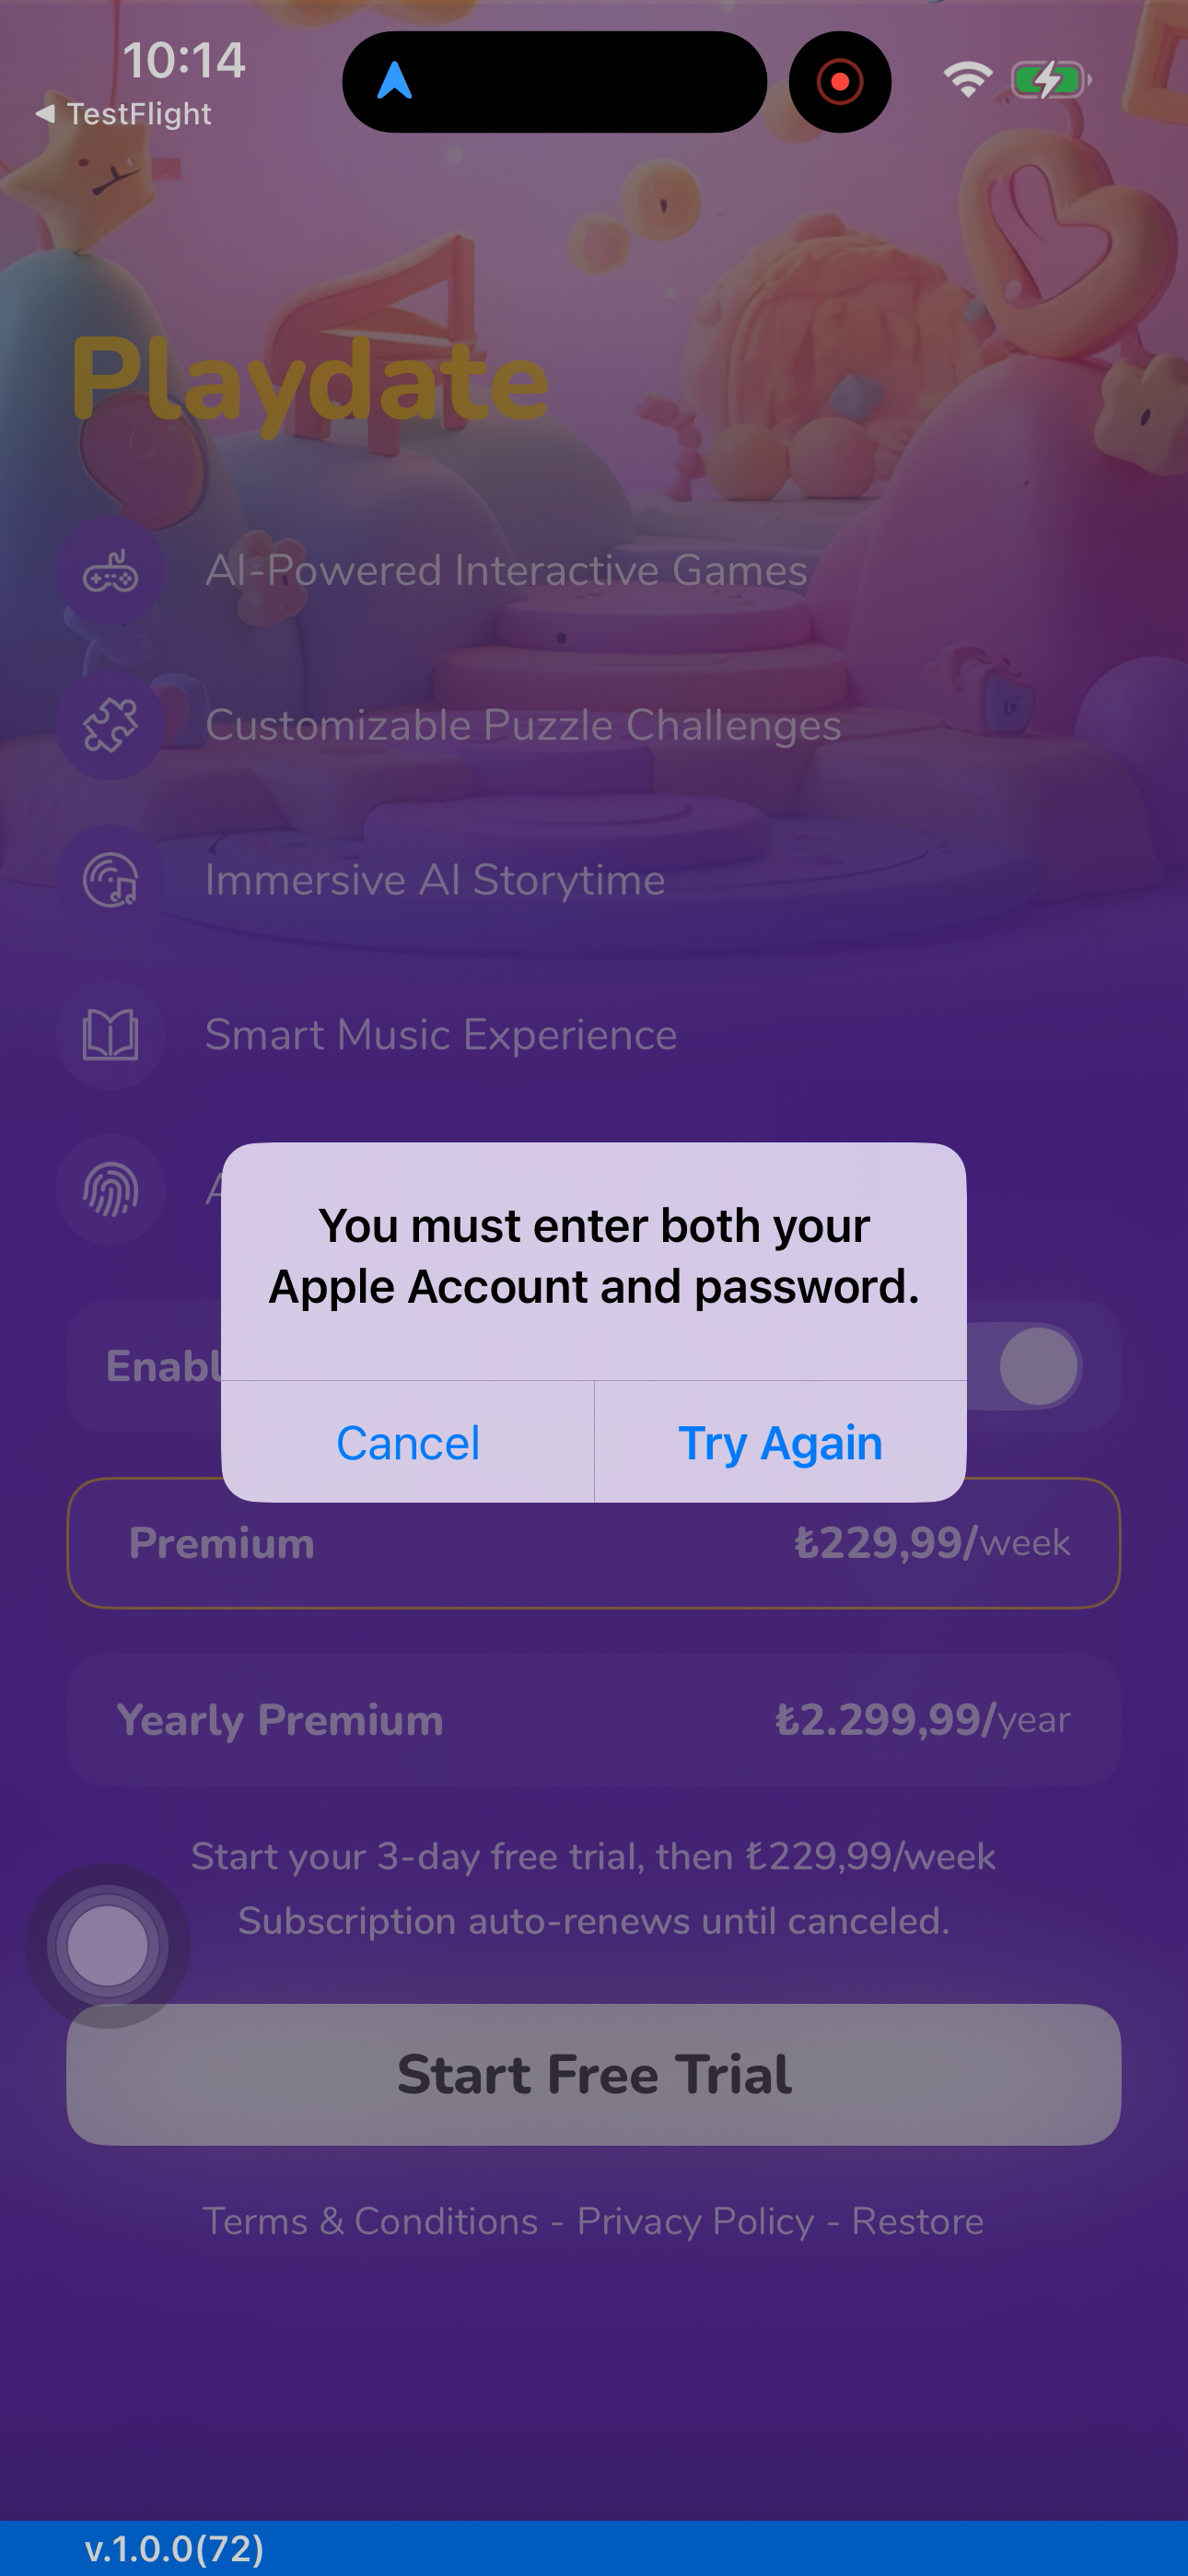 10:14
TestFlight
Playdate
AI-Powered Interactive Games
Customizable Puzzle Challenges
Immersive AI Storytime
Smart Music Experience
You must enter both your
Apple Account and password.
Cancel
Try Again
Premium
₺229,99/week
Yearly Premium
₺2.299,99/year
Start your 3-day free trial, then ₺229,99/week
Subscription auto-renews until canceled.
Start Free Trial
Terms & Conditions - Privacy Policy - Restore
v.1.0.0(72)